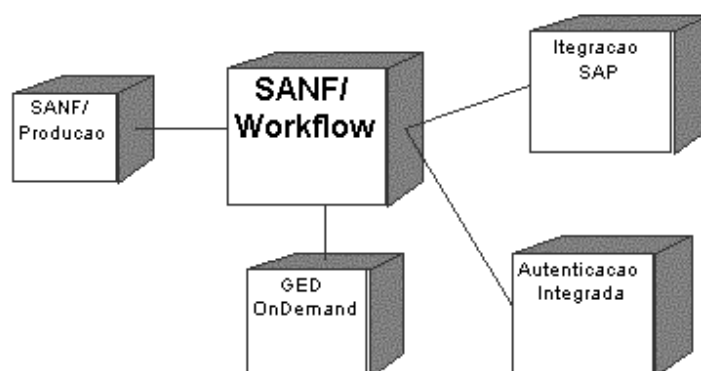 SANF/
Producao
SANF/
Workflow
Itegracao
SAP
GED
OnDemand
Autenticacao
Integrada